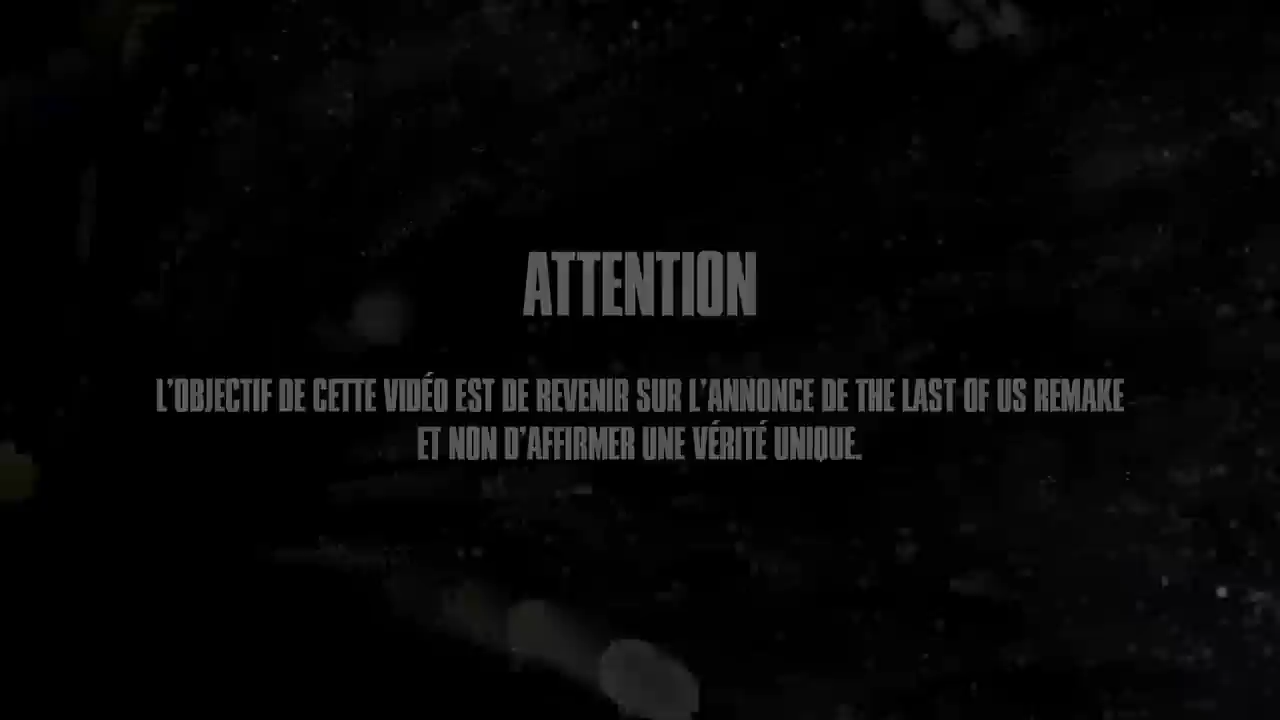 ATTENTION
L'OBJECTIF DE CETTE VIDÉO EST DE REVENIR SUR L'ANNONCE DE THE LAST OF US REMAKE
ET NON D'AFFIRMER UNE VÉRITÉ UNIQUE.